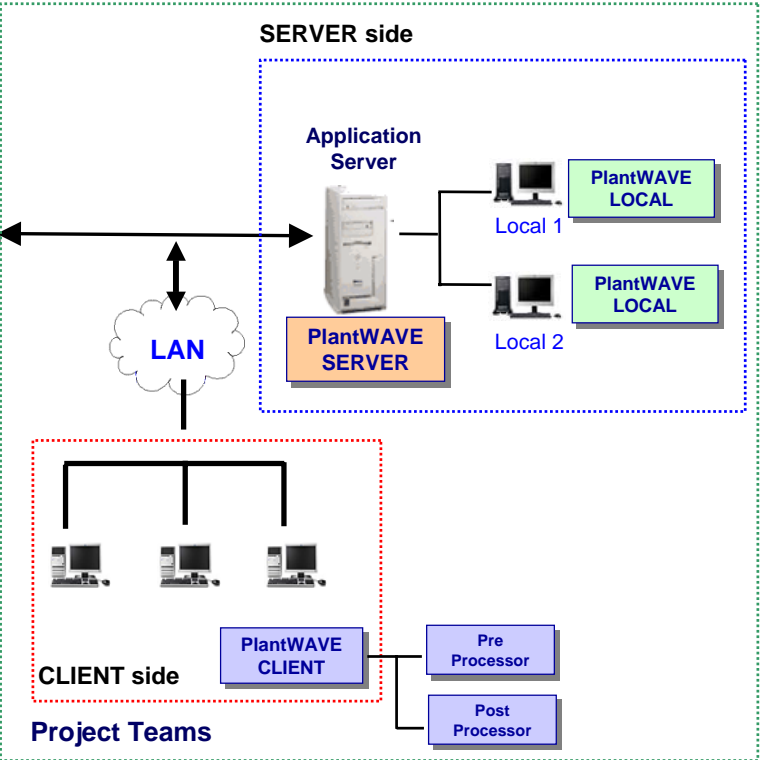 SERVER side
Application
Server
PlantWAVE
LOCAL
Local 1
PlantWAVE
LOCAL
Local 2
PlantWAVE
SERVER
LAN
PlantWAVE
CLIENT
Pre
Processor
CLIENT side
Post
Processor
Project Teams